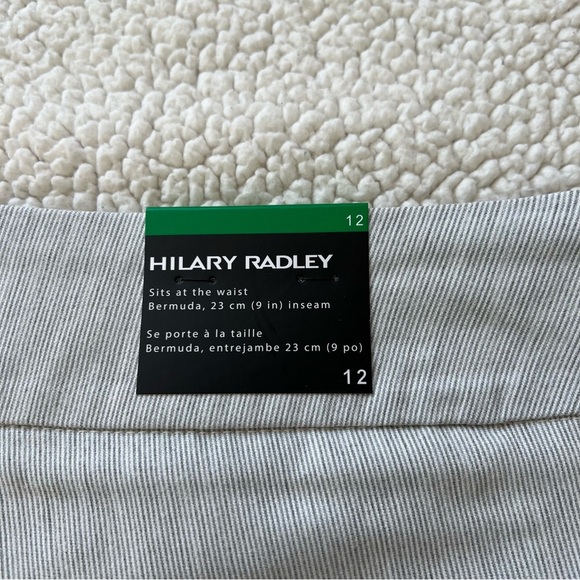 12
HILARY RADLEY
Sits at the waist
Bermuda, 23 cm (9 in) inseam
Se porte à la taille
Bermuda, entrejambe 23 cm (9 po)
12